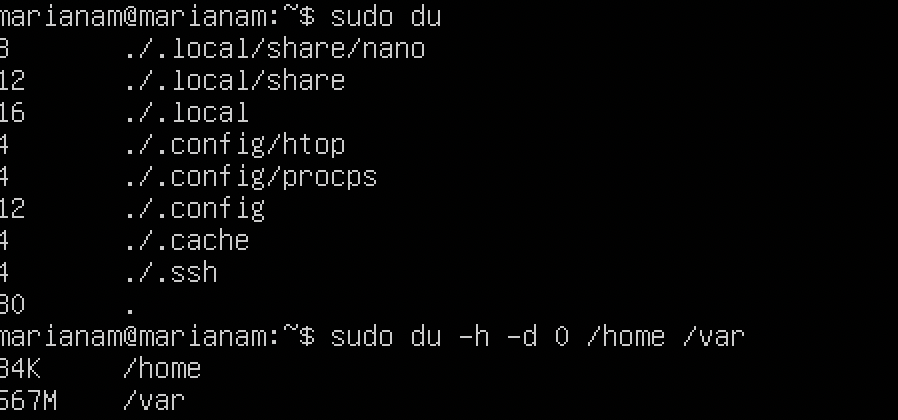 marianam@marianam:~$ sudo du
8 ./.local/share/nano
12 ./.local/share
16 ./.local
4 ./.config/htop
4 ./.config/procps
12 ./.config
4 ./.cache
4 ./.ssh
80 .
marianam@marianam:~$ sudo du -h -d 0 /home /var
84K /home
567M /var